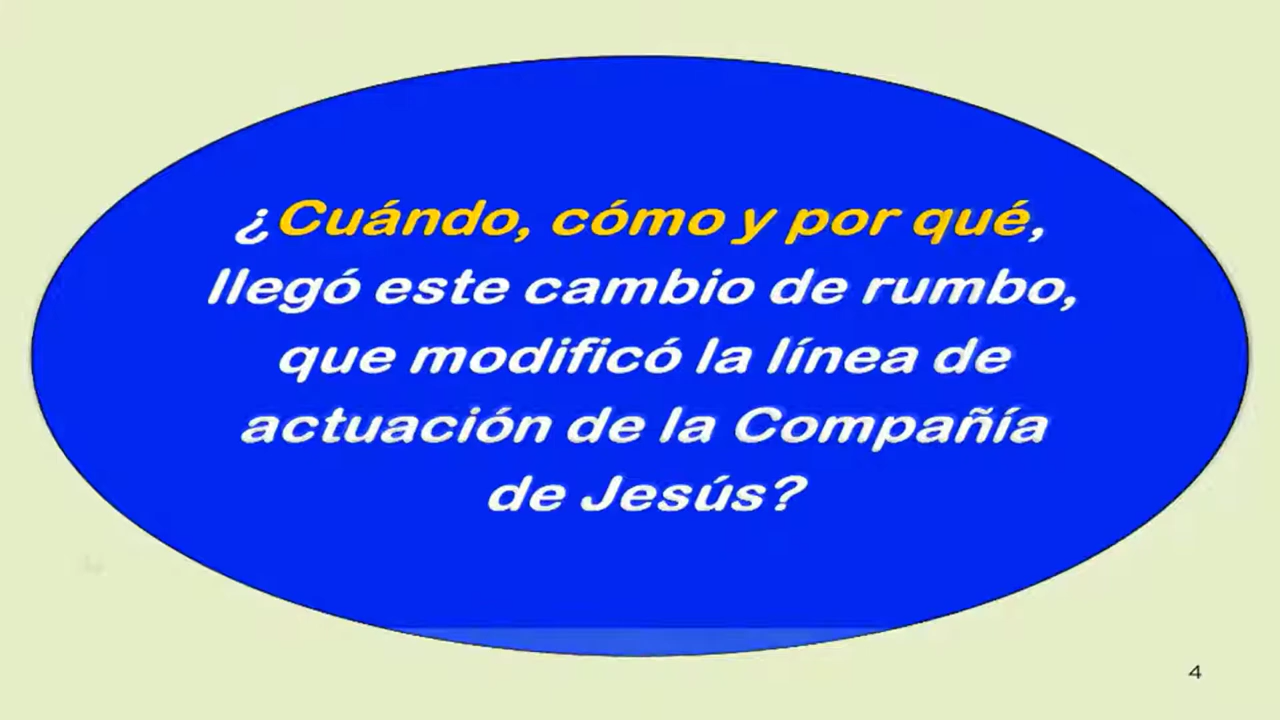 ¿Cuándo, cómo y por qué,
llegó este cambio de rumbo,
que modificó la línea de
actuación de la Compañía
de Jesús?
4